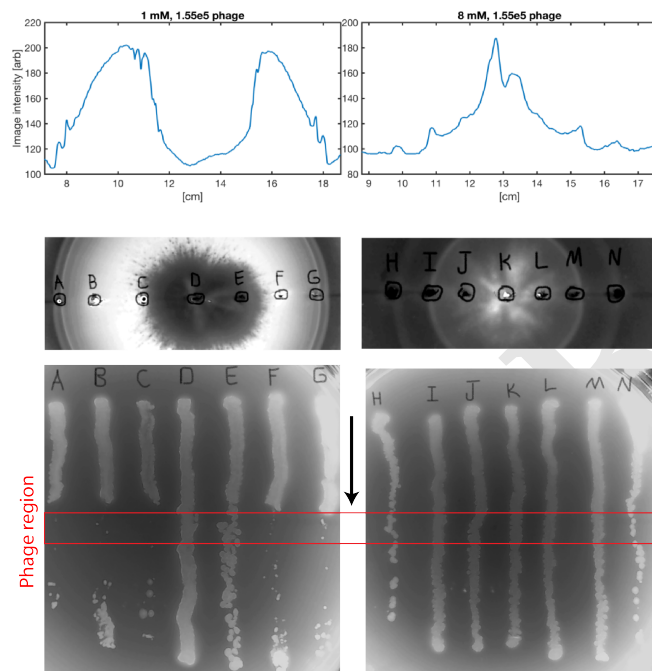 1 mM, 1.55e5 phage
220
200
180
160
140
120
100
Image intensity [arb]
8 10 12 14 16 18
[cm]
8 mM, 1.55e5 phage
200
180
160
140
120
100
80
9 10 11 12 13 14 15 16 17
[cm]
A B C D E F G
H I J K L M N
A B C D E F G
H I J K L M N
Phage region